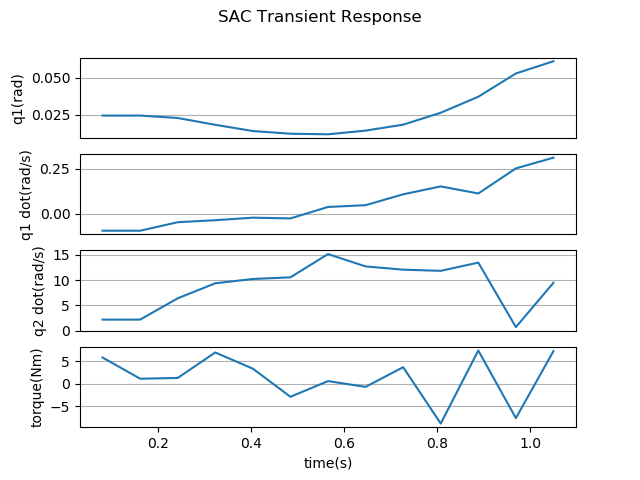 SAC Transient Response
q1(rad)
0.050
0.025
q1 dot(rad/s)
0.25
0.00
q2 dot(rad/s)
15
10
5
0
torque(Nm)
5
0
−5
0.2 0.4 0.6 0.8 1.0
time(s)